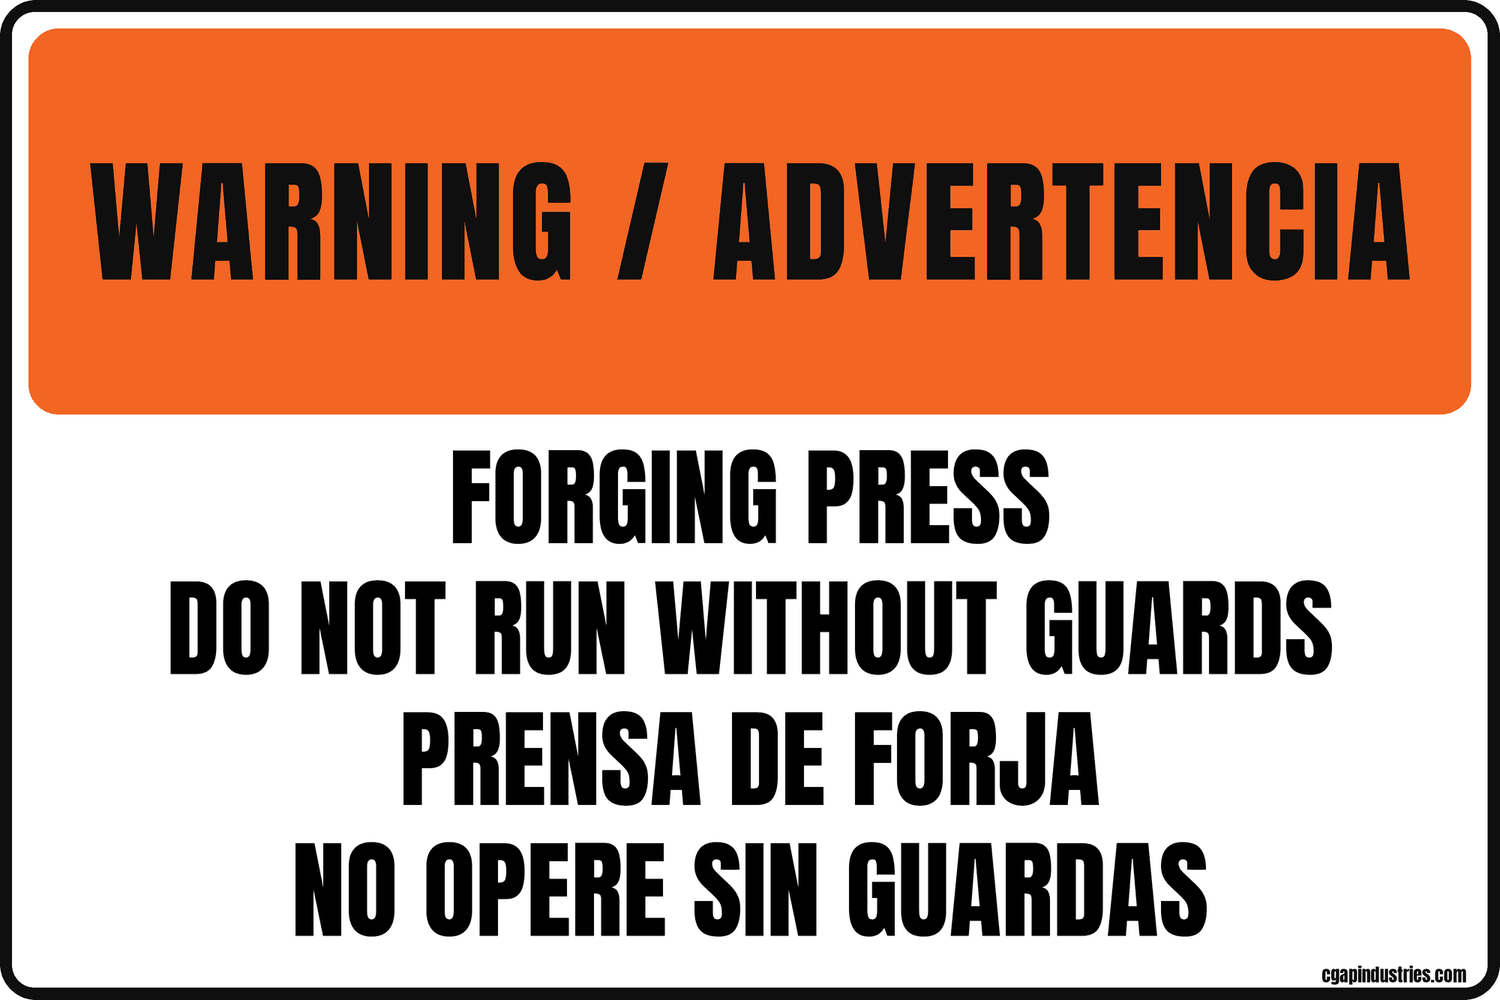 WARNING / ADVERTENCIA
FORGING PRESS
DO NOT RUN WITHOUT GUARDS
PRENSA DE FORJA
NO OPERE SIN GUARDAS
cgapindustries.com